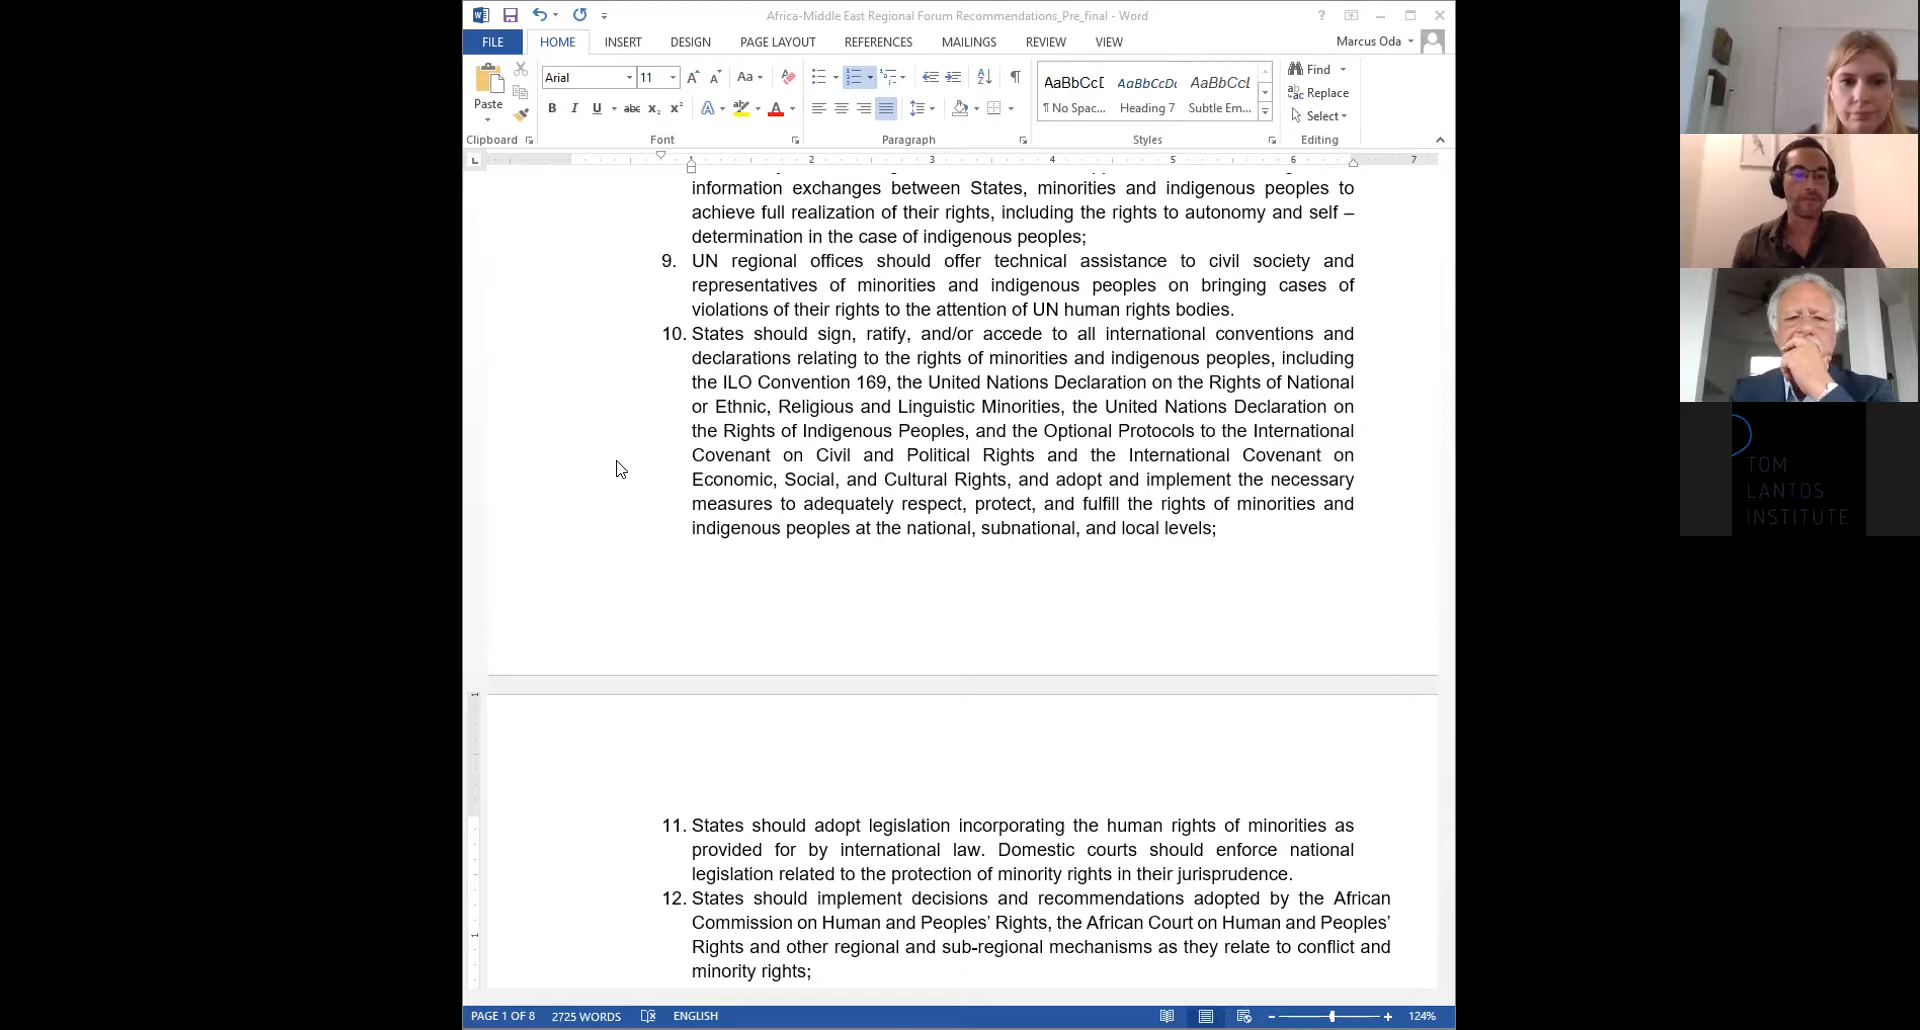 Africa-Middle East Regional Forum Recommendations_Pre_final - Word
FILE HOME INSERT DESIGN PAGE LAYOUT REFERENCES MAILINGS REVIEW VIEW Marcus Oda
Arial 11 Aa Find
AaBbCcD AaBbCcDc AaBbCcI Replace
Paste ¶ No Spac... Heading 7 Subtle Em... Select
Clipboard Font Paragraph Styles Editing
1 2 3 4 5 6 7
information exchanges between States, minorities and indigenous peoples to
achieve full realization of their rights, including the rights to autonomy and self –
determination in the case of indigenous peoples;
9. UN regional offices should offer technical assistance to civil society and
representatives of minorities and indigenous peoples on bringing cases of
violations of their rights to the attention of UN human rights bodies.
10. States should sign, ratify, and/or accede to all international conventions and
declarations relating to the rights of minorities and indigenous peoples, including
the ILO Convention 169, the United Nations Declaration on the Rights of National
or Ethnic, Religious and Linguistic Minorities, the United Nations Declaration on
the Rights of Indigenous Peoples, and the Optional Protocols to the International
Covenant on Civil and Political Rights and the International Covenant on
Economic, Social, and Cultural Rights, and adopt and implement the necessary
measures to adequately respect, protect, and fulfill the rights of minorities and
indigenous peoples at the national, subnational, and local levels;
11. States should adopt legislation incorporating the human rights of minorities as
provided for by international law. Domestic courts should enforce national
legislation related to the protection of minority rights in their jurisprudence.
12. States should implement decisions and recommendations adopted by the African
Commission on Human and Peoples’ Rights, the African Court on Human and Peoples’
Rights and other regional and sub-regional mechanisms as they relate to conflict and
minority rights;
PAGE 1 OF 8 2725 WORDS ENGLISH 124%
TOM
LANTOS
INSTITUTE